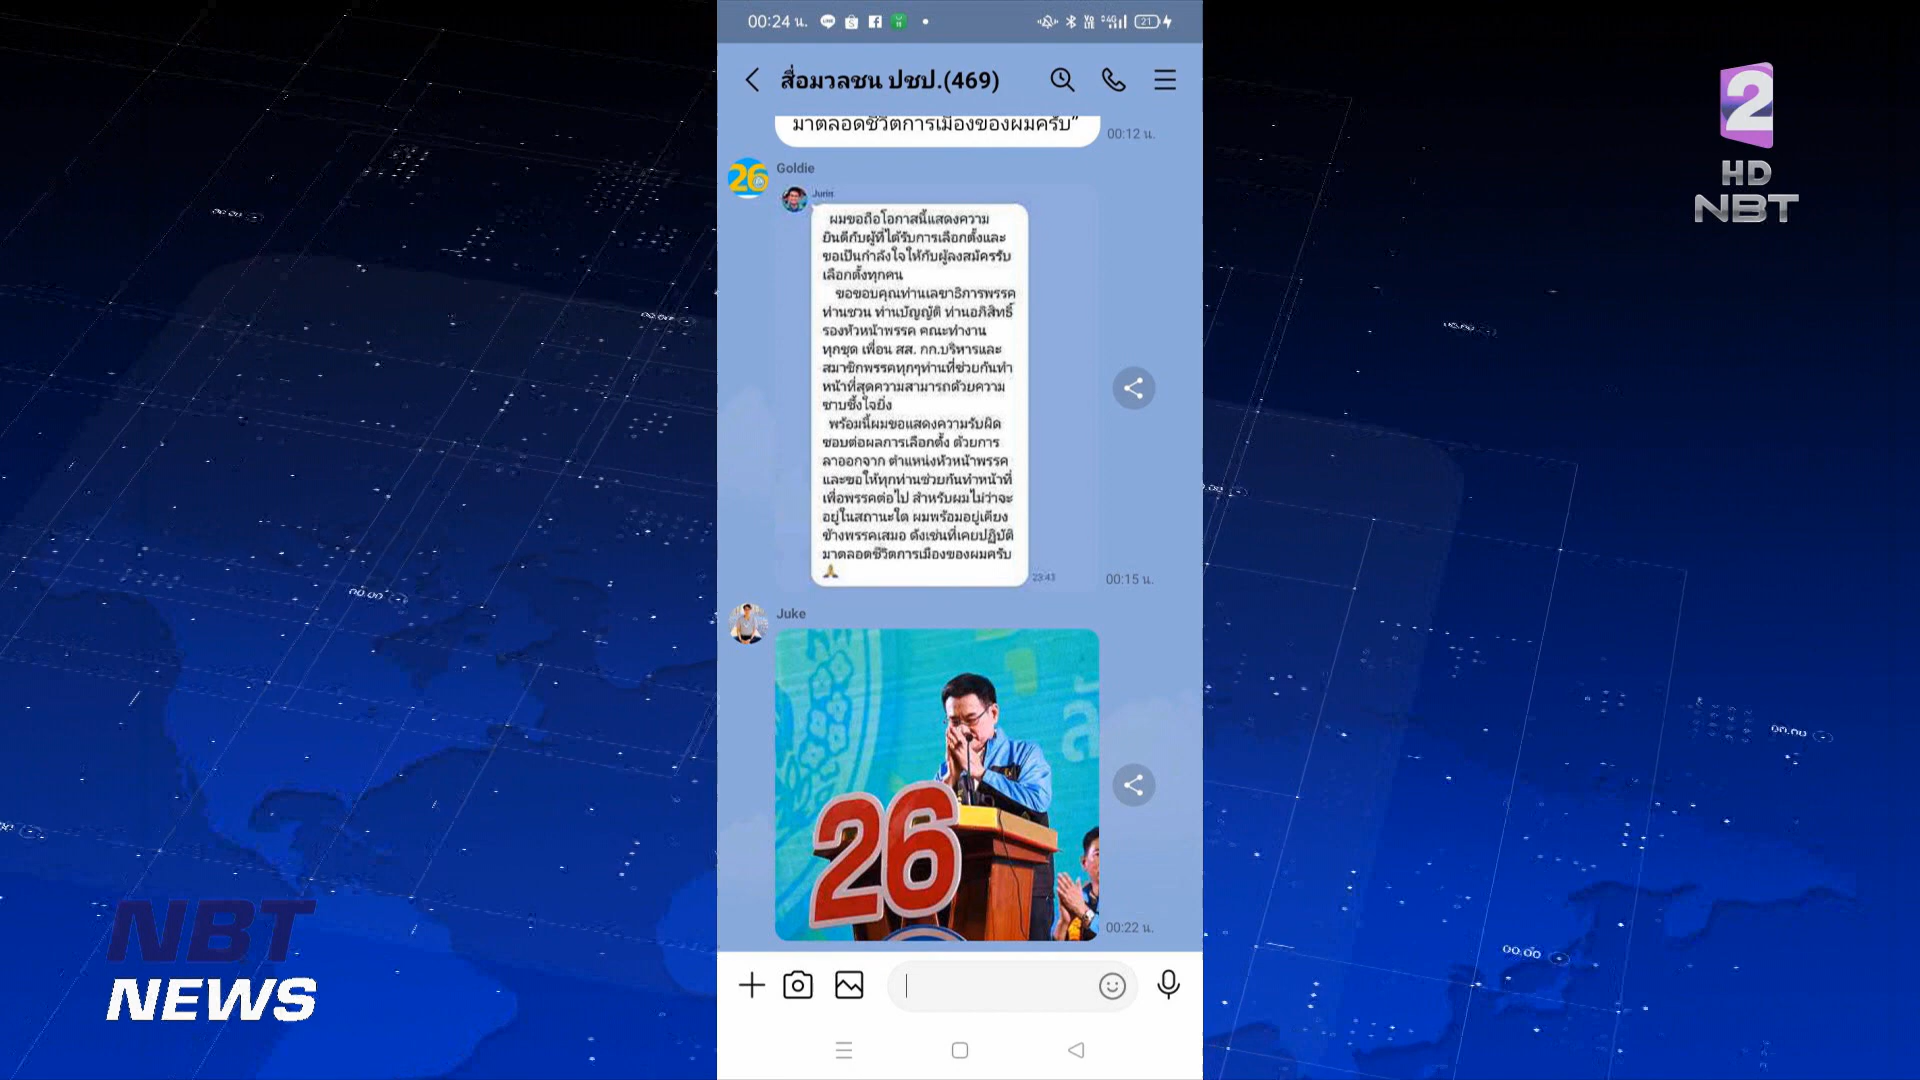 00:24 น.
21
สื่อมวลชน ปชป.(469)
มาตลอดชีวิตการเมืองของผมครับ”
00:12 น.
26
Goldie
Jurin
ผมขอถือโอกาสนี้แสดงความ
ยินดีกับผู้ที่ได้รับการเลือกตั้งและ
ขอเป็นกำลังใจให้กับผู้ลงสมัครรับ
เลือกตั้งทุกคน
ขอขอบคุณท่านเลขาธิการพรรค
ท่านชวน ท่านบัญญัติ ท่านอภิสิทธิ์
รองหัวหน้าพรรค คณะทำงาน
ทุกชุด เพื่อน สส. กก.บริหารและ
สมาชิกพรรคทุกๆท่านที่ช่วยกันทำ
หน้าที่สุดความสามารถด้วยความ
ซาบซึ้งใจยิ่ง
พร้อมนี้ผมขอแสดงความรับผิด
ชอบต่อผลการเลือกตั้ง ด้วยการ
ลาออกจาก ตำแหน่งหัวหน้าพรรค
และขอให้ทุกท่านช่วยกันทำหน้าที่
เพื่อพรรคต่อไป สำหรับผมไม่ว่าจะ
อยู่ในสถานะใด ผมพร้อมอยู่เคียง
ข้างพรรคเสมอ ดังเช่นที่เคยปฏิบัติ
มาตลอดชีวิตการเมืองของผมครับ
23:43
00:15 น.
Juke
26
00:22 น.
2
HD
NBT
NBT
NEWS